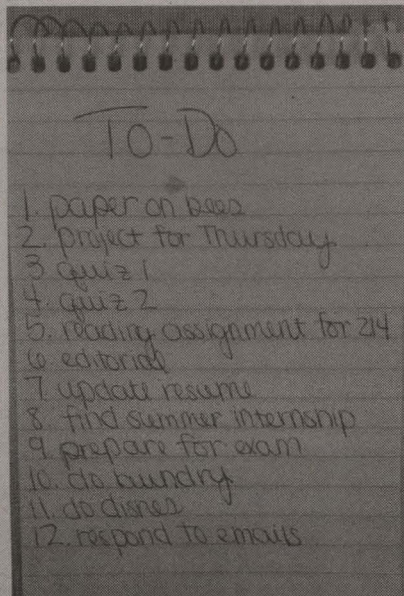 To-Do
1. paper on bees
2. project for Thursday
3 quiz 1
4. quiz 2
5. reading assignment for 214
6 editorial
7 update resume
8 find summer internship
9 prepare for exam
10. do laundry
11. do dishes
12. respond to emails